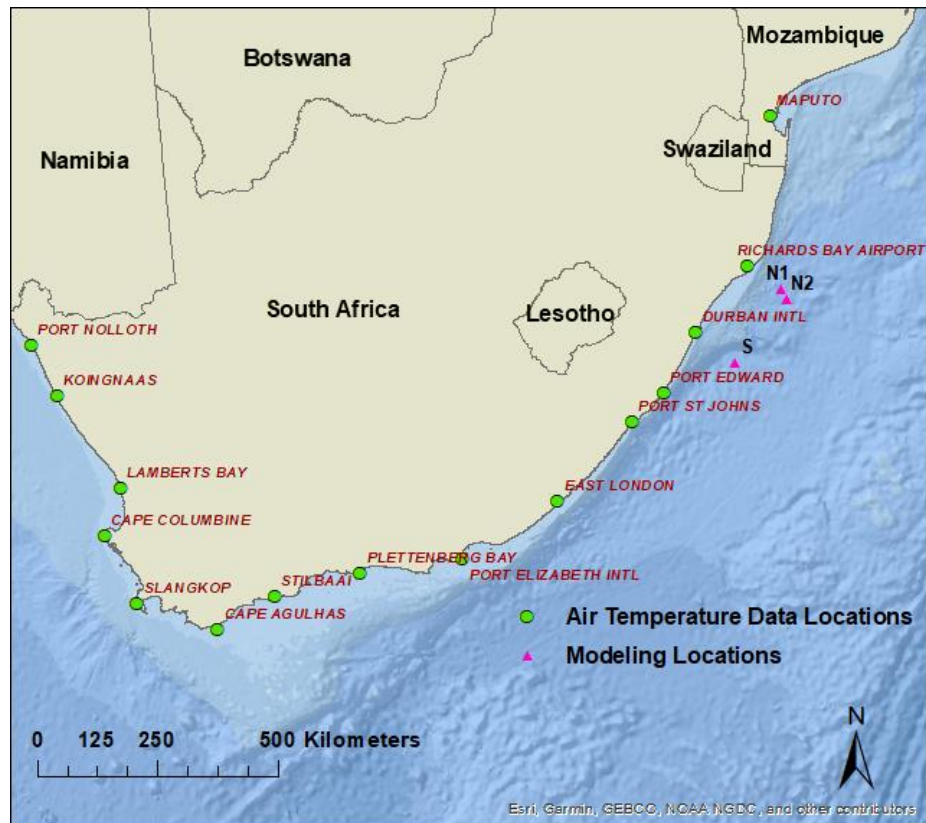 Mozambique
Botswana
MAPUTO
Namibia
Swaziland
RICHARDS BAY AIRPORT
N1
N2
South Africa
Lesotho
DURBAN INTL
PORT NOLLOTH
S
KOINGNAAS
PORT EDWARD
PORT ST JOHNS
LAMBERTS BAY
EAST LONDON
CAPE COLUMBINE
PLETTENBERG BAY
PORT ELIZABETH INTL
STILBAAI
SLANGKOP
CAPE AGULHAS
Air Temperature Data Locations
Modeling Locations
N
0 125 250 500 Kilometers
Esri, Garmin, GEBCO, NOAA NGDC, and other contributors